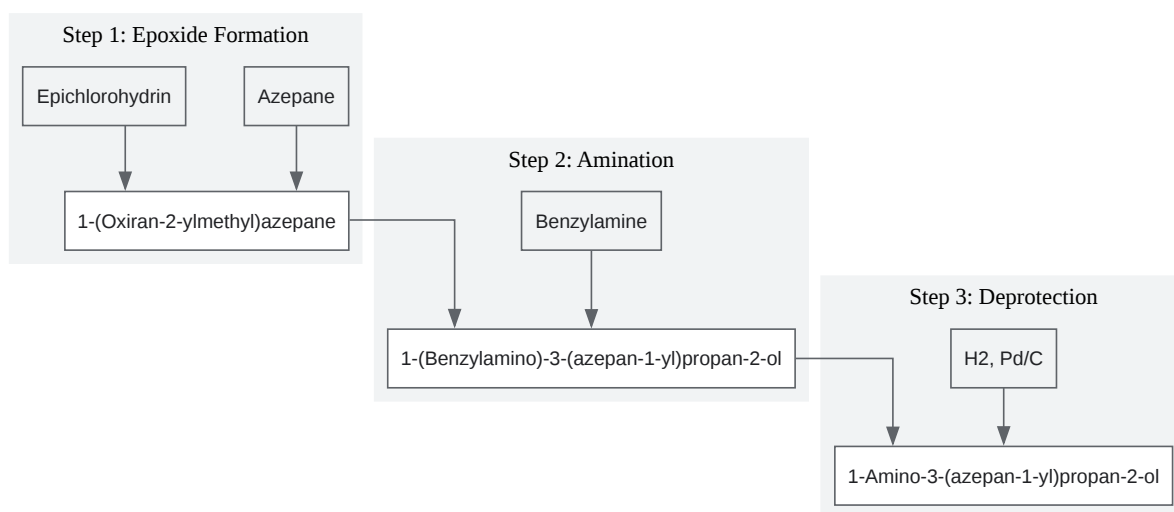 Step 1: Epoxide Formation
Epichlorohydrin
Azepane
1-(Oxiran-2-ylmethyl)azepane
Step 2: Amination
Benzylamine
1-(Benzylamino)-3-(azepan-1-yl)propan-2-ol
Step 3: Deprotection
H2, Pd/C
1-Amino-3-(azepan-1-yl)propan-2-ol